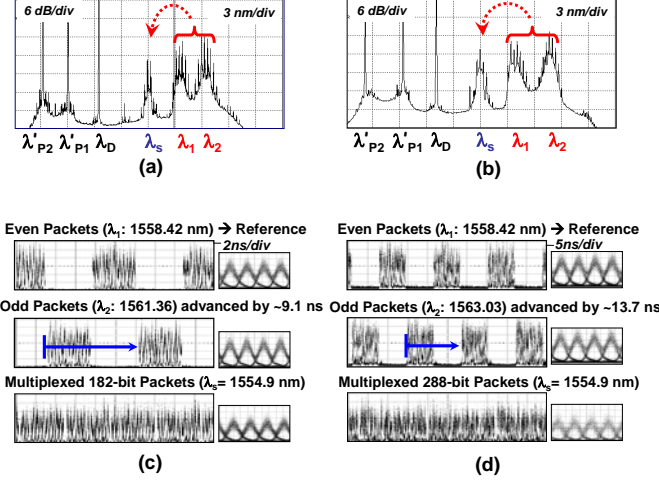 6 dB/div 3 nm/div
λ'P2 λ'P1 λD λs λ1 λ2
(a)
6 dB/div 3 nm/div
λ'P2 λ'P1 λD λs λ1 λ2
(b)
Even Packets (λ1: 1558.42 nm) → Reference
2ns/div
Odd Packets (λ2: 1561.36) advanced by ~9.1 ns
Multiplexed 182-bit Packets (λs= 1554.9 nm)
(c)
Even Packets (λ1: 1558.42 nm) → Reference
5ns/div
Odd Packets (λ2: 1563.03) advanced by ~13.7 ns
Multiplexed 288-bit Packets (λs= 1554.9 nm)
(d)